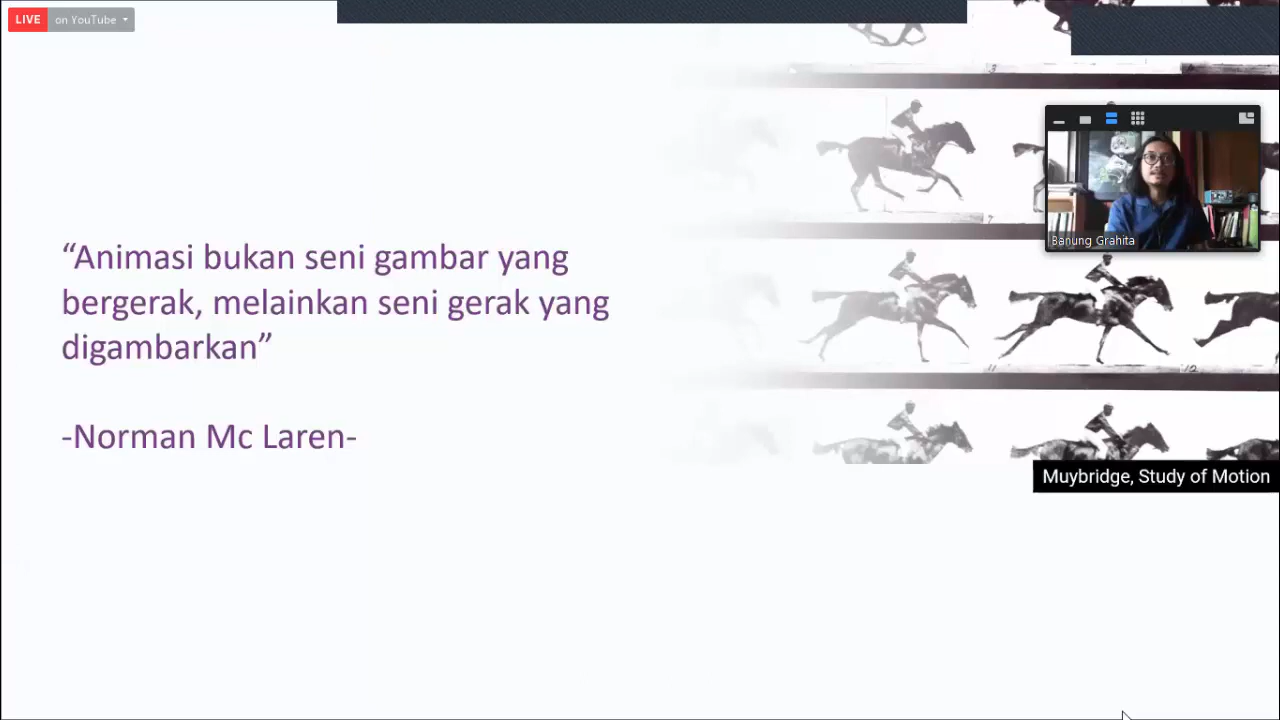 LIVE on YouTube
Banung Grahita
“Animasi bukan seni gambar yang
bergerak, melainkan seni gerak yang
digambarkan”
-Norman Mc Laren-
Muybridge, Study of Motion